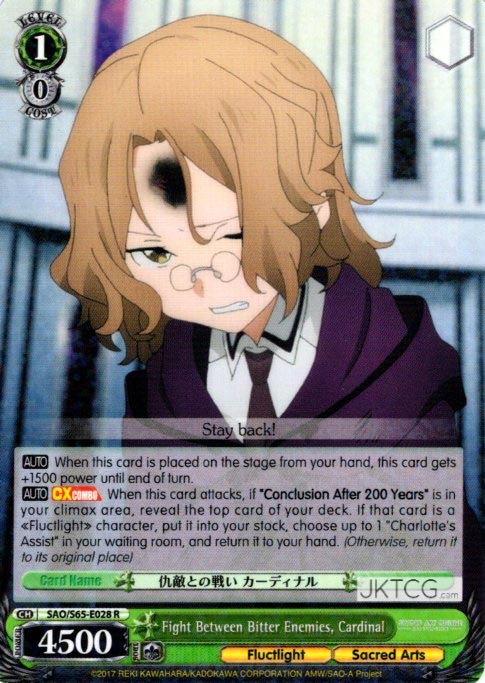 LEVEL
1
0
COST
Stay back!
AUTO When this card is placed on the stage from your hand, this card gets
+1500 power until end of turn.
AUTO CXCOMBO When this card attacks, if "Conclusion After 200 Years" is in
your climax area, reveal the top card of your deck. If that card is a
«Fluctlight» character, put it into your stock, choose up to 1 "Charlotte's
Assist" in your waiting room, and return it to your hand. (Otherwise, return it
to its original place)
Card Name 仇敵との戦い カーディナル
JKTCG.com
CH SAO/S65-E028 R
POWER 4500 Fight Between Bitter Enemies, Cardinal
Fluctlight Sacred Arts
©2017 REKI KAWAHARA/KADOKAWA CORPORATION AMW/SAO-A Project